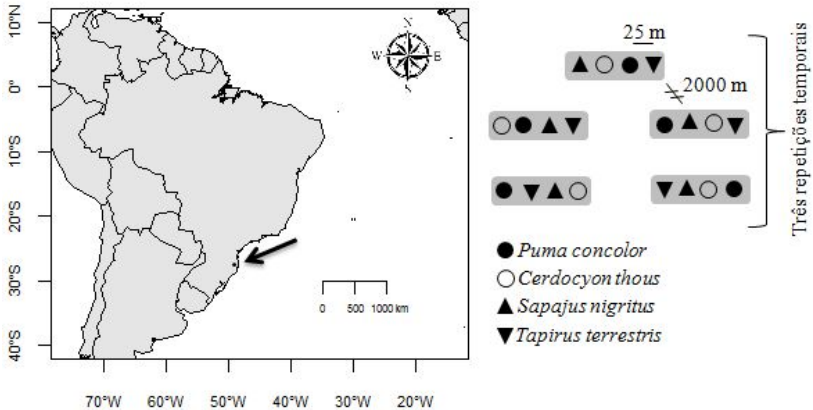 10°N
0°
10°S
20°S
30°S
40°S
70°W 60°W 50°W 40°W 30°W 20°W
N
W E
0 500 1000 km
25 m
2000 m
Três repetições temporais
Puma concolor
Cerdocyon thous
Sapajus nigritus
Tapirus terrestris